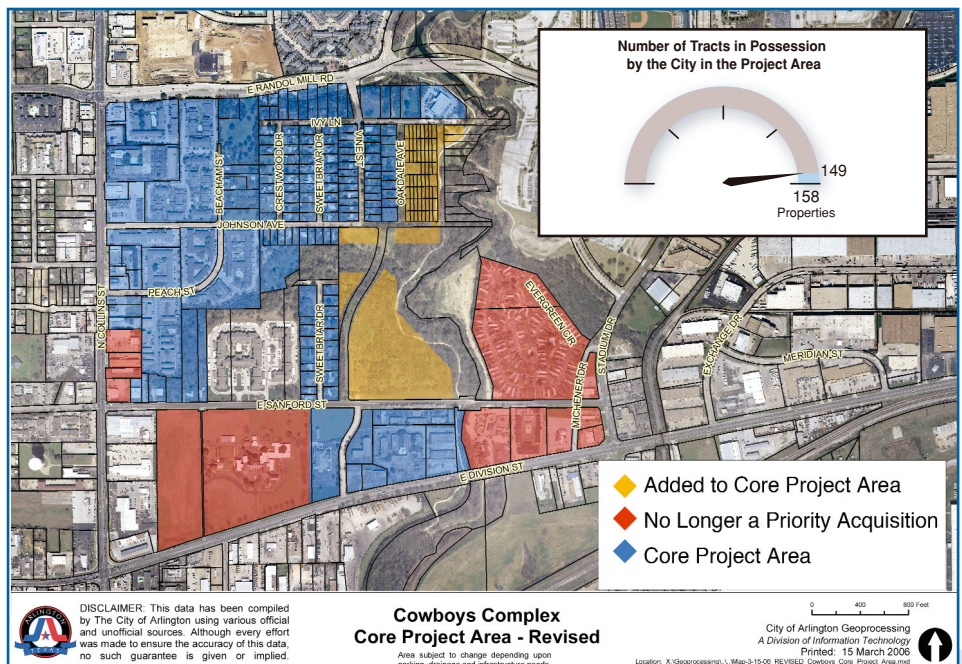 Number of Tracts in Possession
by the City in the Project Area
149
158
Properties
E RANDOL MILL RD
IVY LN
BEACHAM ST
CRESTWOOD DR
SWEETBRIAR DR
VINE ST
OAKDALE AVE
JOHNSON AVE
PEACH ST
N COLLINS ST
SWEETBRIAR DR
EVERGREEN CIR
MICHENER DR
STADIUM DR
EXCHANGE DR
MERIDIAN ST
E SANFORD ST
E DIVISION ST
Added to Core Project Area
No Longer a Priority Acquisition
Core Project Area
ARLINGTON
TEXAS
DISCLAIMER: This data has been compiled
by The City of Arlington using various official
and unofficial sources. Although every effort
was made to ensure the accuracy of this data,
no such guarantee is given or implied.
Cowboys Complex
Core Project Area - Revised
Area subject to change depending upon
parking, drainage and infrastructure needs
0 400 800 Feet
City of Arlington Geoprocessing
A Division of Information Technology
Printed: 15 March 2006